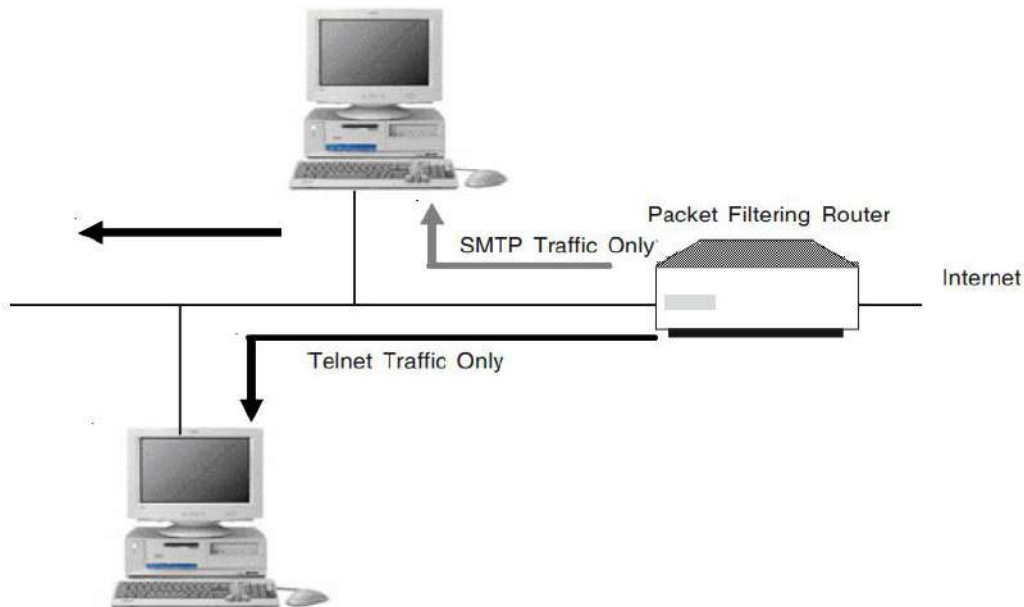 Packet Filtering Router
SMTP Traffic Only
Internet
Telnet Traffic Only